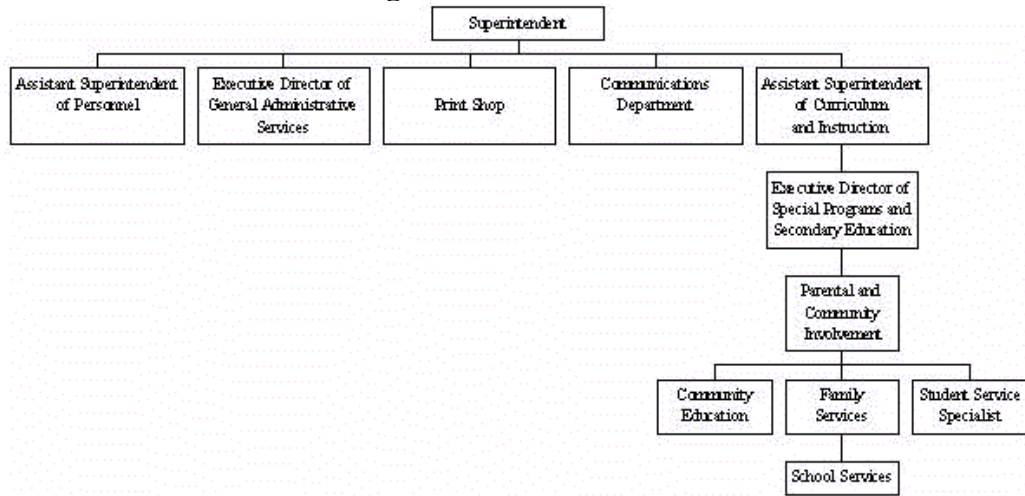 Superintendent
Assistant Superintendent
of Personnel
Executive Director of
General Administrative
Services
Print Shop
Communications
Department
Assistant Superintendent
of Curriculum
and Instruction
Executive Director of
Special Programs and
Secondary Education
Parental and
Community
Involvement
Community
Education
Family
Services
Student Service
Specialist
School Services